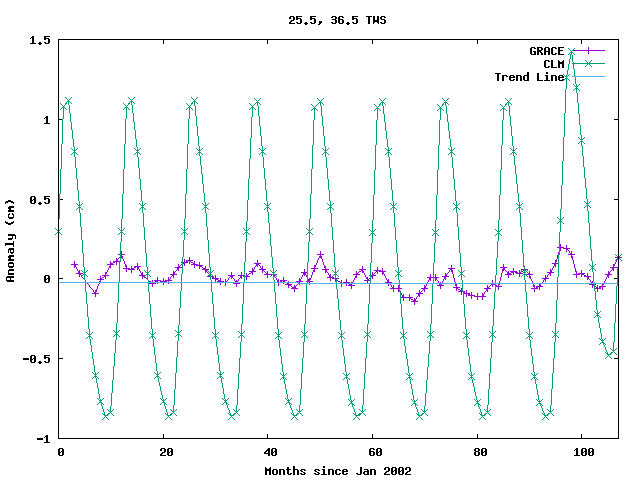 25.5, 36.5 TWS
GRACE
CLM
Trend Line
1.5
1
0.5
0
-0.5
-1
Anomaly (cm)
0 20 40 60 80 100
Months since Jan 2002